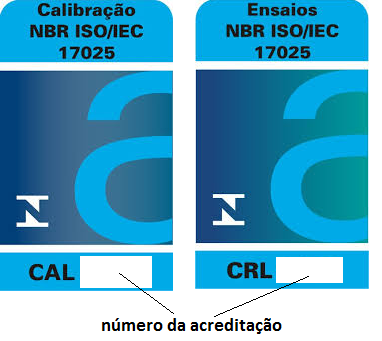 Calibração
NBR ISO/IEC
17025
CAL
Ensaios
NBR ISO/IEC
17025
CRL
número da acreditação